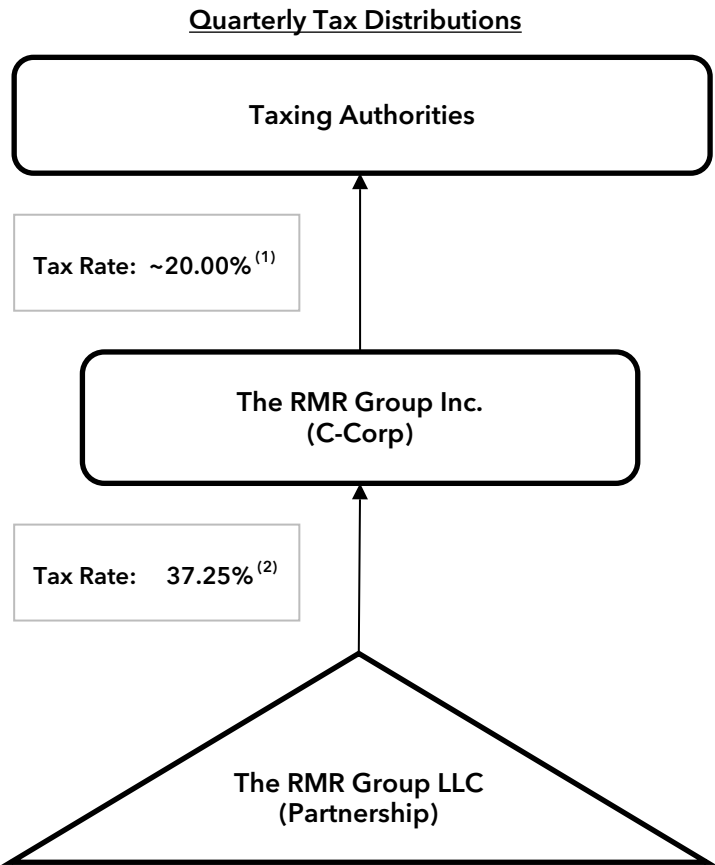 Quarterly Tax Distributions
Taxing Authorities
Tax Rate: ~20.00% (1)
The RMR Group Inc.
(C-Corp)
Tax Rate: 37.25% (2)
The RMR Group LLC
(Partnership)